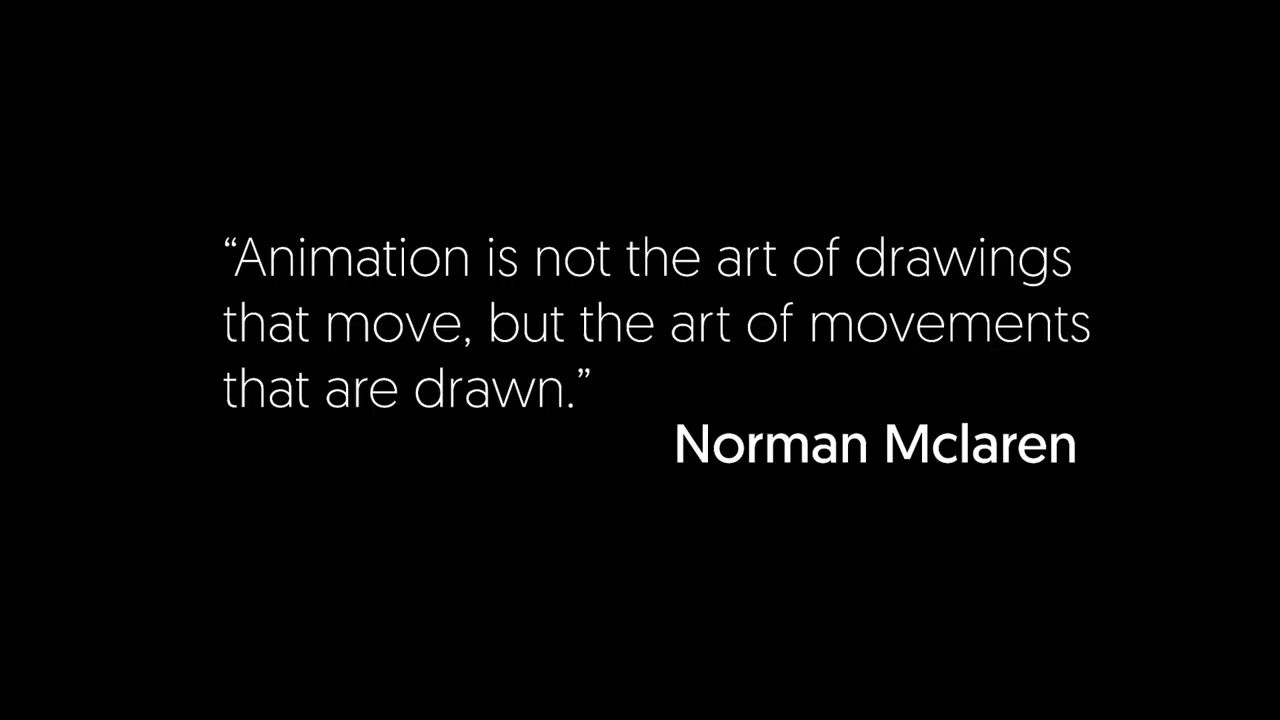 “Animation is not the art of drawings
that move, but the art of movements
that are drawn.”
Norman Mclaren